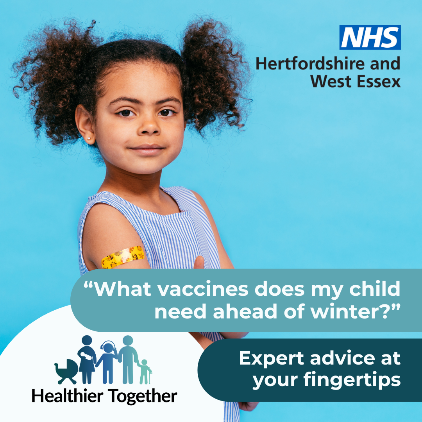 NHS
Hertfordshire and
West Essex
“What vaccines does my child
need ahead of winter?”
Expert advice at
your fingertips
Healthier Together